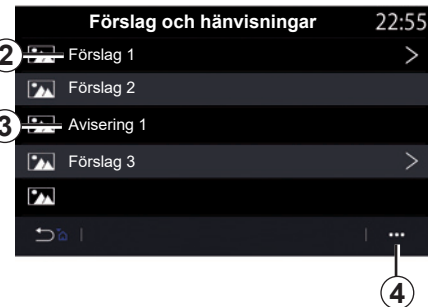 Förslag och hänvisningar 22:55
2 Förslag 1
Förslag 2
3 Avisering 1
Förslag 3
4